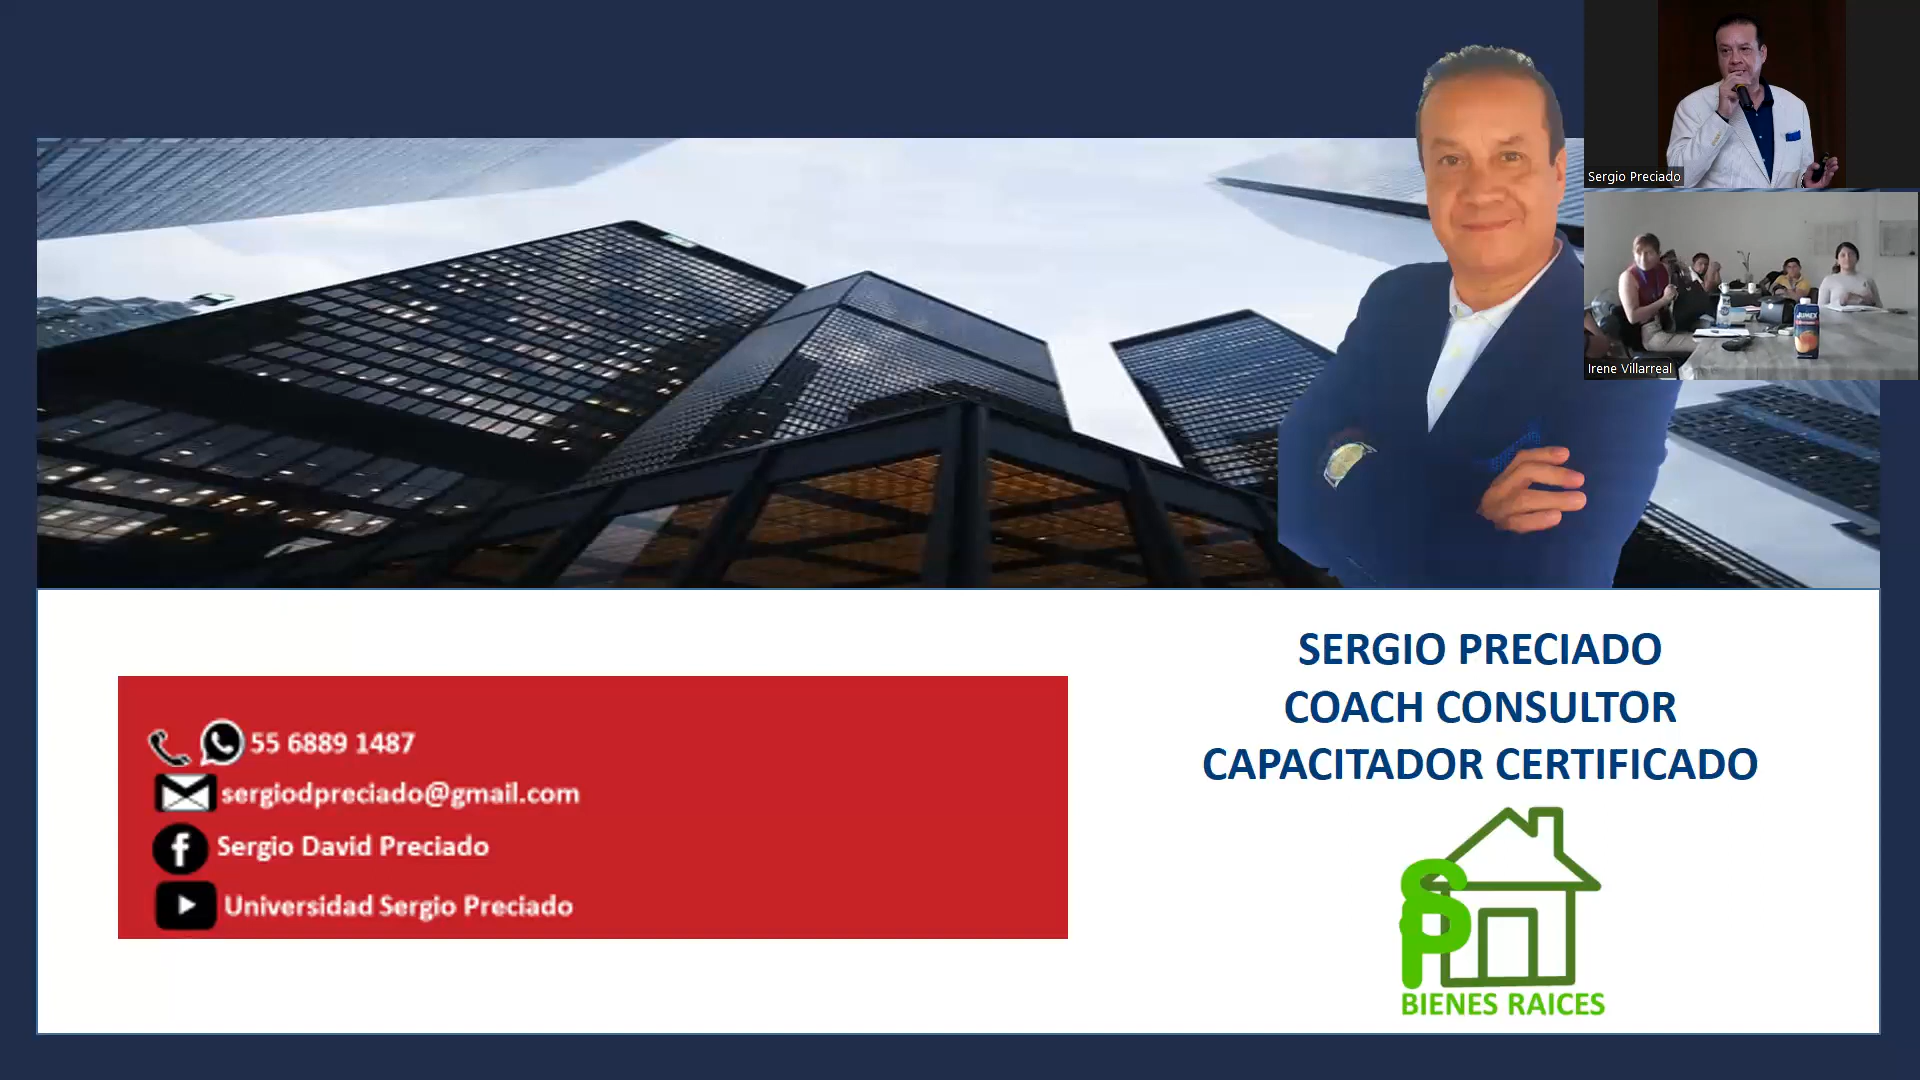 Sergio Preciado
JUMEX
Irene Villarreal
SERGIO PRECIADO
COACH CONSULTOR
CAPACITADOR CERTIFICADO
55 6889 1487
sergiodpreciado@gmail.com
Sergio David Preciado
Universidad Sergio Preciado
SP
BIENES RAICES